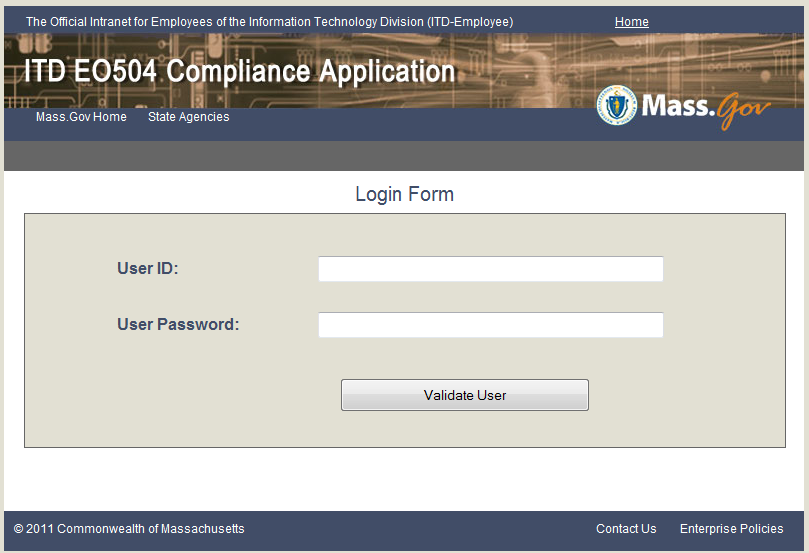 The Official Intranet for Employees of the Information Technology Division (ITD-Employee) Home
ITD EO504 Compliance Application
Mass.Gov
Mass.Gov Home State Agencies
Login Form
User ID:
User Password:
Validate User
© 2011 Commonwealth of Massachusetts Contact Us Enterprise Policies